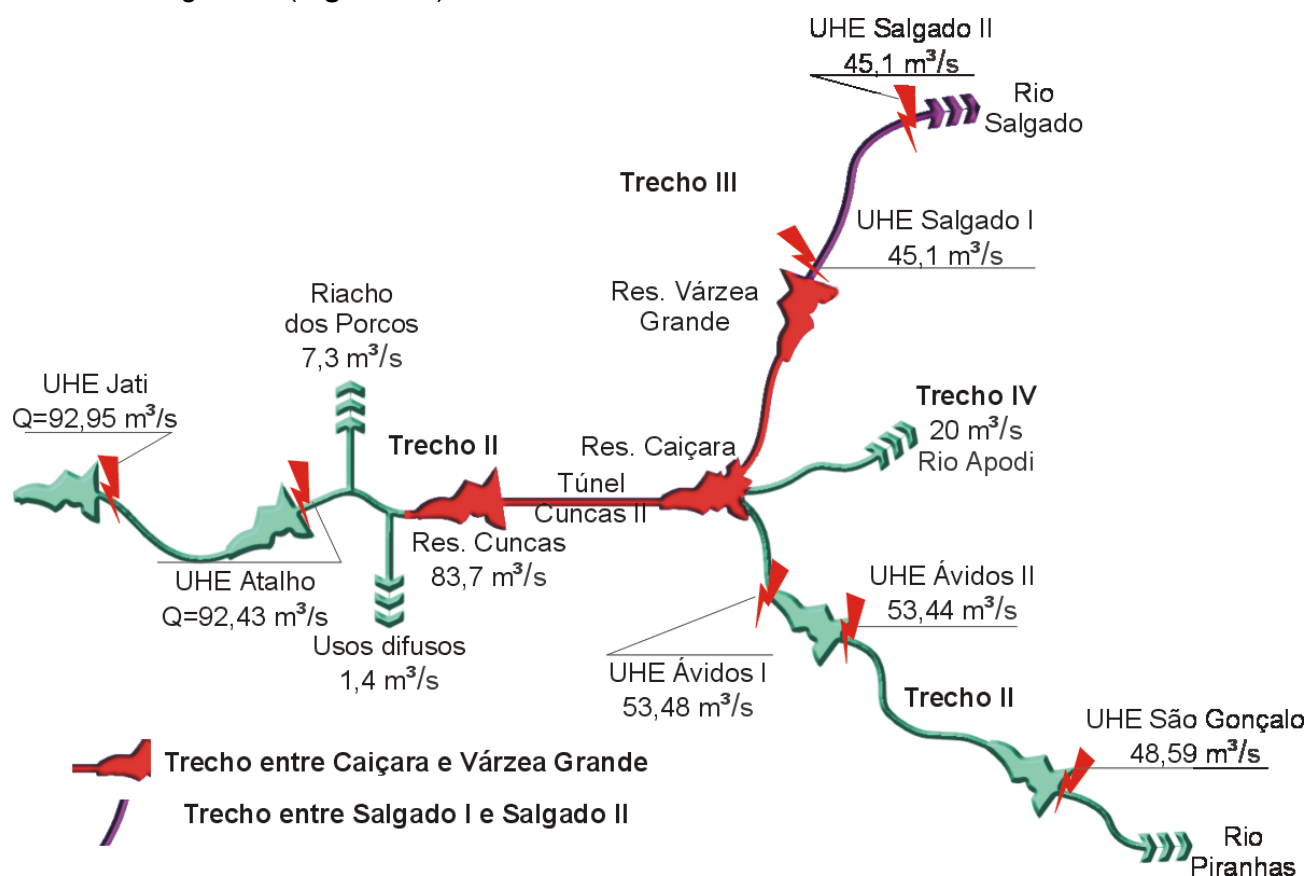 UHE Salgado II
45,1 m³/s
Rio
Salgado
Trecho III
UHE Salgado I
45,1 m³/s
Res. Várzea
Grande
Riacho
dos Porcos
7,3 m³/s
UHE Jati
Q=92,95 m³/s
Trecho II
Res. Caiçara
Trecho IV
20 m³/s
Rio Apodi
Túnel
Cuncas II
Res. Cuncas
83,7 m³/s
UHE Atalho
Q=92,43 m³/s
Usos difusos
1,4 m³/s
UHE Ávidos II
53,44 m³/s
UHE Ávidos I
53,48 m³/s
Trecho II
UHE São Gonçalo
48,59 m³/s
Trecho entre Caiçara e Várzea Grande
Trecho entre Salgado I e Salgado II
Rio
Piranhas